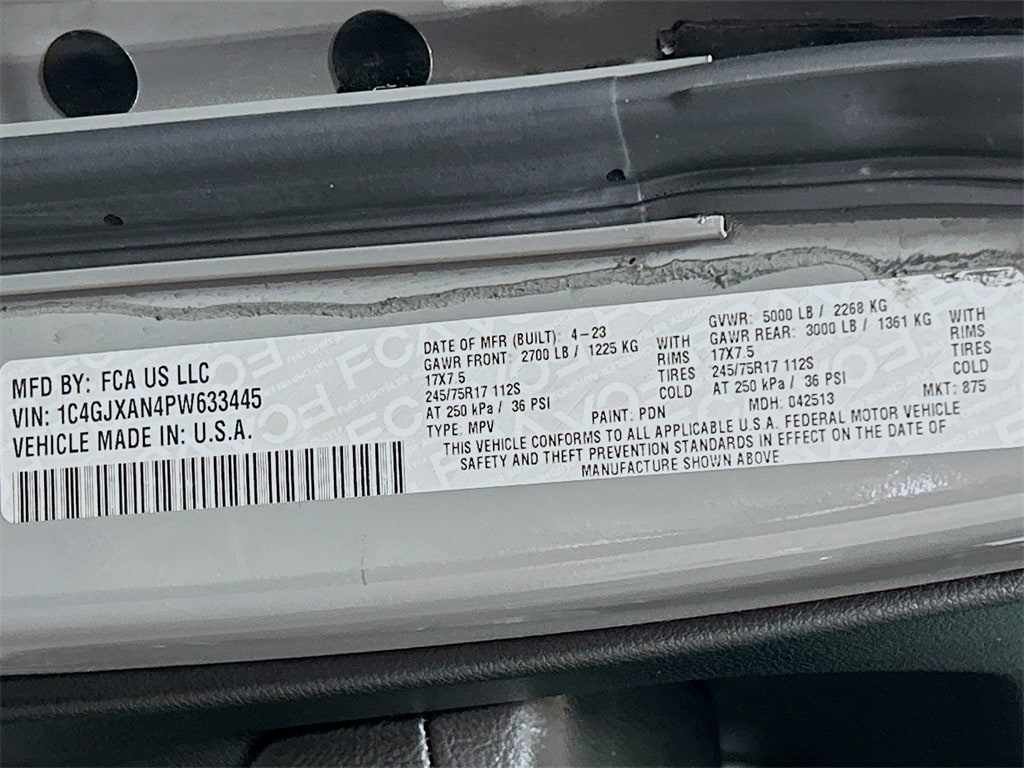 MFD BY: FCA US LLC
VIN: 1C4GJXAN4PW633445
VEHICLE MADE IN: U.S.A.
DATE OF MFR (BUILT): 4-23
GAWR FRONT: 2700 LB / 1225 KG WITH
17X7.5 RIMS
245/75R17 112S TIRES
AT 250 kPa / 36 PSI COLD
TYPE: MPV PAINT: PDN
GVWR: 5000 LB / 2268 KG
GAWR REAR: 3000 LB / 1361 KG WITH
17X7.5 RIMS
245/75R17 112S TIRES
AT 250 kPa / 36 PSI COLD
MDH: 042513 MKT: 875
THIS VEHICLE CONFORMS TO ALL APPLICABLE U.S.A. FEDERAL MOTOR VEHICLE
SAFETY AND THEFT PREVENTION STANDARDS IN EFFECT ON THE DATE OF
MANUFACTURE SHOWN ABOVE